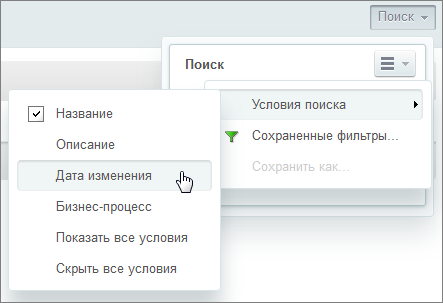 Поиск
Поиск
Условия поиска
Сохраненные фильтры...
Сохранить как...
Название
Описание
Дата изменения
Бизнес-процесс
Показать все условия
Скрыть все условия